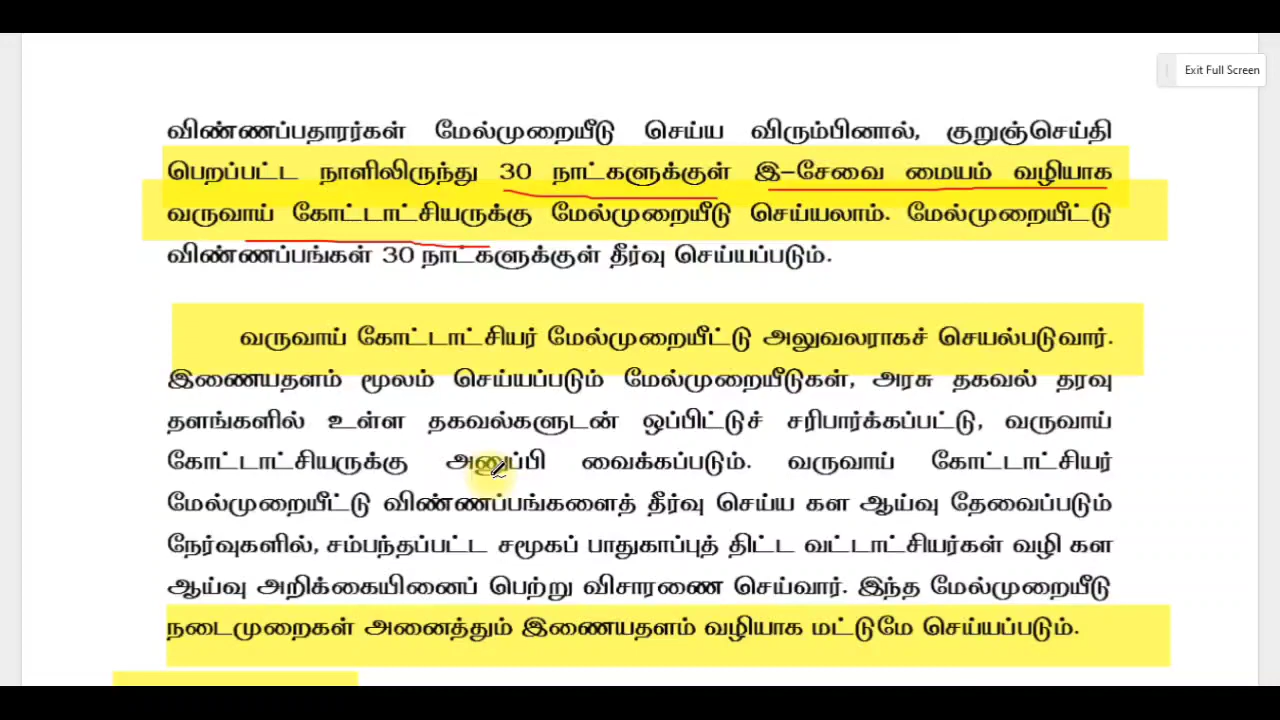 Exit Full Screen
விண்ணப்பதாரர்கள் மேல்முறையீடு செய்ய விரும்பினால், குறுஞ்செய்தி
பெறப்பட்ட நாளிலிருந்து 30 நாட்களுக்குள் இ-சேவை மையம் வழியாக
வருவாய் கோட்டாட்சியருக்கு மேல்முறையீடு செய்யலாம். மேல்முறையீட்டு
விண்ணப்பங்கள் 30 நாட்களுக்குள் தீர்வு செய்யப்படும்.
வருவாய் கோட்டாட்சியர் மேல்முறையீட்டு அலுவலராகச் செயல்படுவார்.
இணையதளம் மூலம் செய்யப்படும் மேல்முறையீடுகள், அரசு தகவல் தரவு
தளங்களில் உள்ள தகவல்களுடன் ஒப்பிட்டுச் சரிபார்க்கப்பட்டு, வருவாய்
கோட்டாட்சியருக்கு அனுப்பி வைக்கப்படும். வருவாய் கோட்டாட்சியர்
மேல்முறையீட்டு விண்ணப்பங்களைத் தீர்வு செய்ய கள ஆய்வு தேவைப்படும்
நேர்வுகளில், சம்பந்தப்பட்ட சமூகப் பாதுகாப்புத் திட்ட வட்டாட்சியர்கள் வழி கள
ஆய்வு அறிக்கையினைப் பெற்று விசாரணை செய்வார். இந்த மேல்முறையீடு
நடைமுறைகள் அனைத்தும் இணையதளம் வழியாக மட்டுமே செய்யப்படும்.